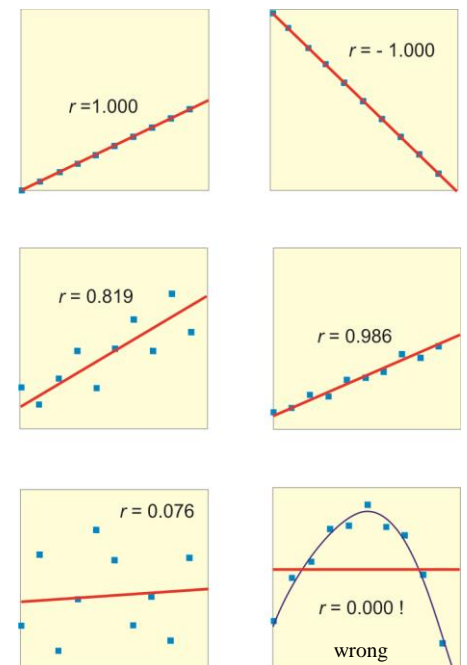 r =1.000
r = - 1.000
r = 0.819
r = 0.986
r = 0.076
r = 0.000 !
wrong